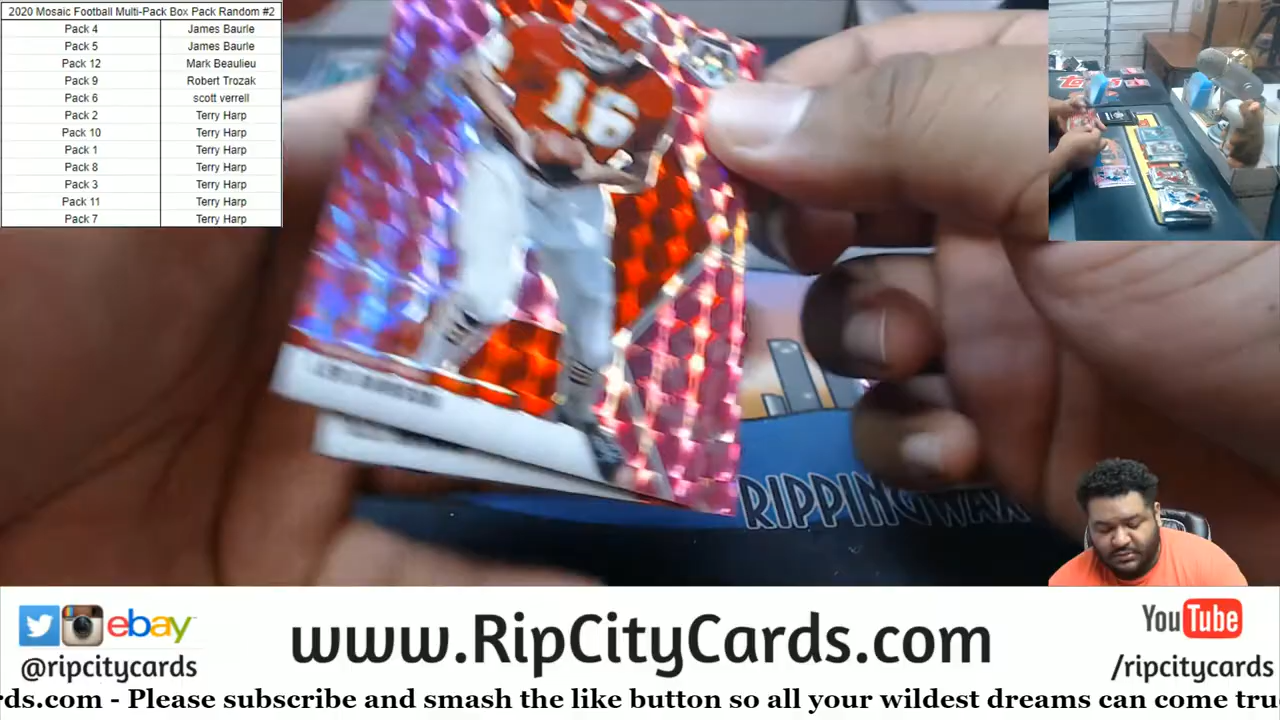 2020 Mosaic Football Multi-Pack Box Pack Random #2
Pack 4 James Baurle
Pack 5 James Baurle
Pack 12 Mark Beaulieu
Pack 9 Robert Trozak
Pack 6 scott verrell
Pack 2 Terry Harp
Pack 10 Terry Harp
Pack 1 Terry Harp
Pack 8 Terry Harp
Pack 3 Terry Harp
Pack 11 Terry Harp
Pack 7 Terry Harp
16
RIPPINGWAX
ebay
@ripcitycards
www.RipCityCards.com
YouTube
/ripcitycards
rds.com - Please subscribe and smash the like button so all your wildest dreams can come tru